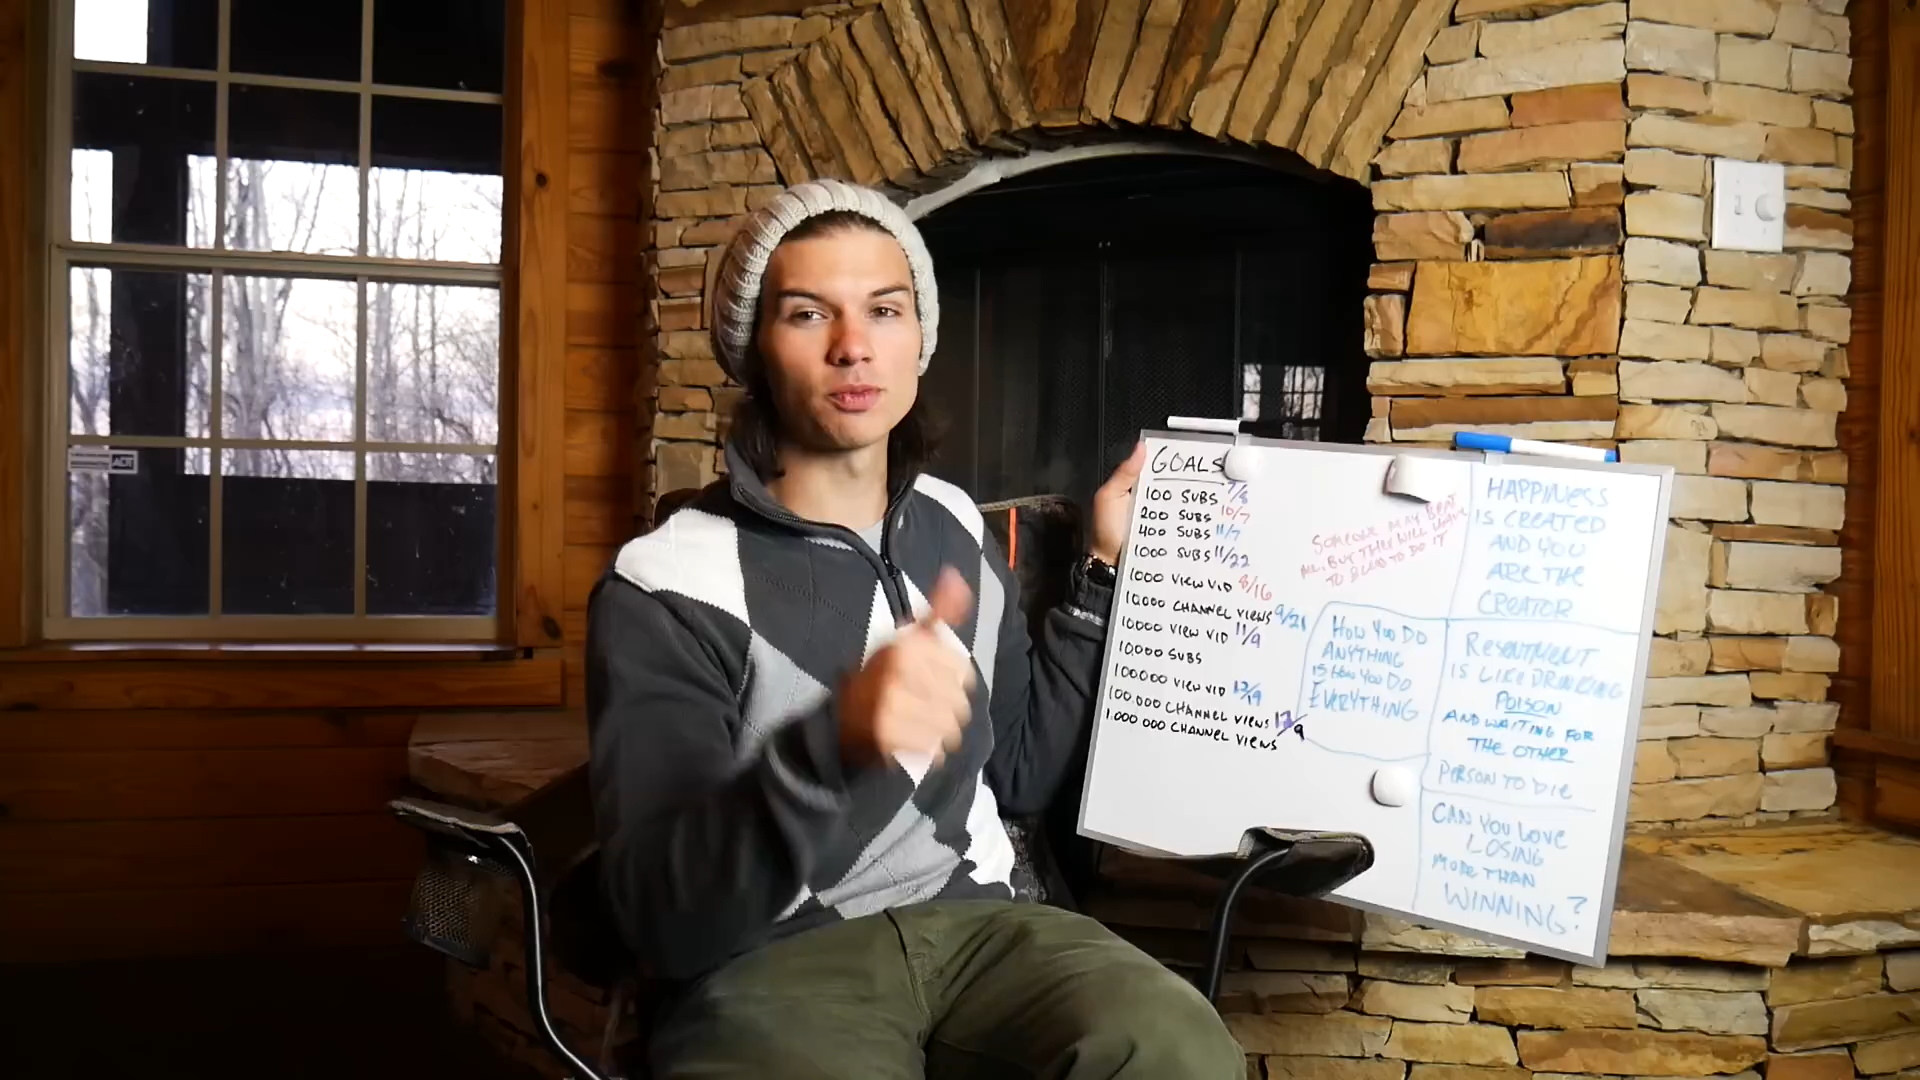 ADT
GOALS
100 SUBS 7/8
200 SUBS 10/7
400 SUBS 11/7
1000 SUBS 11/22
1000 VIEW VID 8/16
10,000 CHANNEL VIEWS 9/21
10000 VIEW VID 11/9
10000 SUBS
100000 VIEW VID 12/9
100.000 CHANNEL VIEWS 12/9
1.000 000 CHANNEL VIEWS
SOMEONE MAY BEAT
ME, BUT THEY WILL HAVE
TO BLEED TO DO IT
HOW YOU DO
ANYTHING
IS HOW YOU DO
EVERYTHING
HAPPINESS
IS CREATED
AND YOU
ARE THE
CREATOR
RESENTMENT
IS LIKE DRINKING
POISON
AND WAITING FOR
THE OTHER
PERSON TO DIE
CAN YOU LOVE
LOSING
MORE THAN
WINNING?